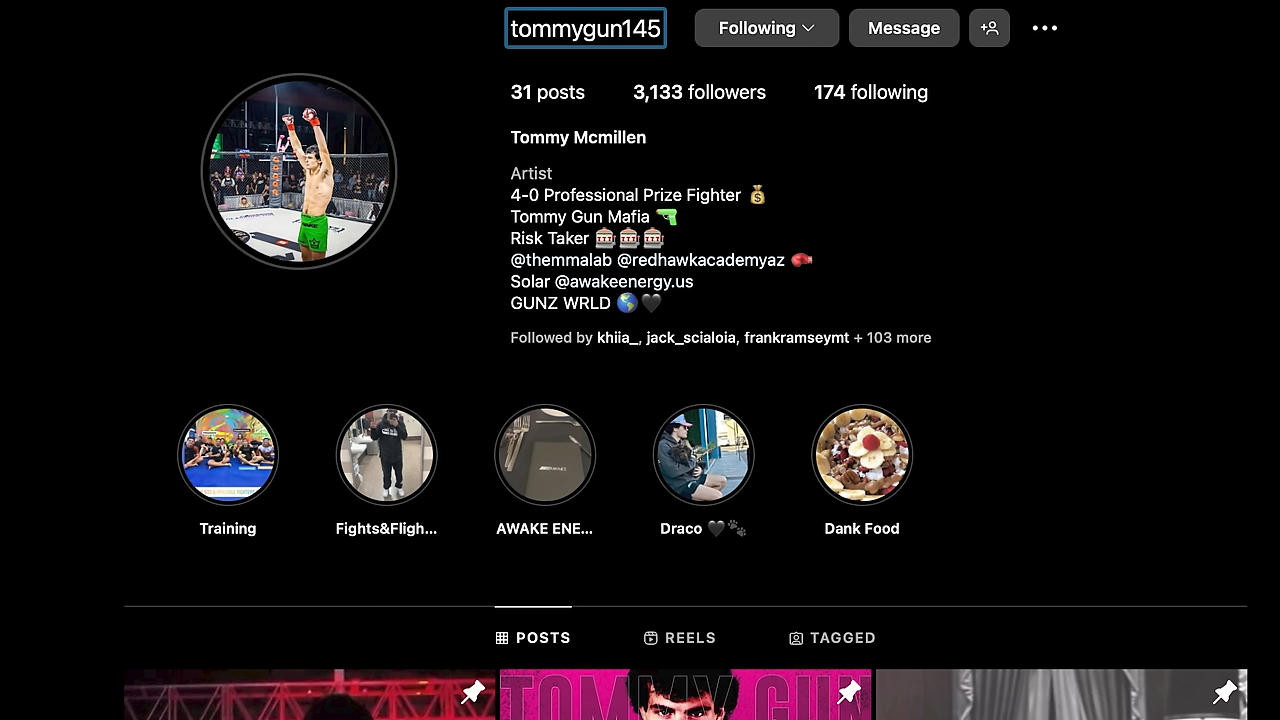 tommygun145 Following Message
31 posts 3,133 followers 174 following
Tommy Mcmillen
Artist
4-0 Professional Prize Fighter 💰
Tommy Gun Mafia 🔫
Risk Taker 🎰🎰🎰
@themmalab @redhawkacademyaz 🥊
Solar @awakeenergy.us
GUNZ WRLD 🌎🖤
Followed by khiia_, jack_scialoia, frankramseymt + 103 more
Training Fights&Fligh... AWAKE ENE... Draco 🖤🐾 Dank Food
POSTS REELS TAGGED
TOMMY GUN